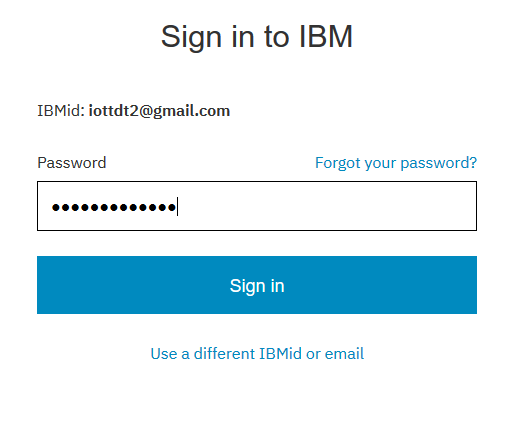 Sign in to IBM
IBMid: iottdt2@gmail.com
Password Forgot your password?
●●●●●●●●●●●●●
Sign in
Use a different IBMid or email